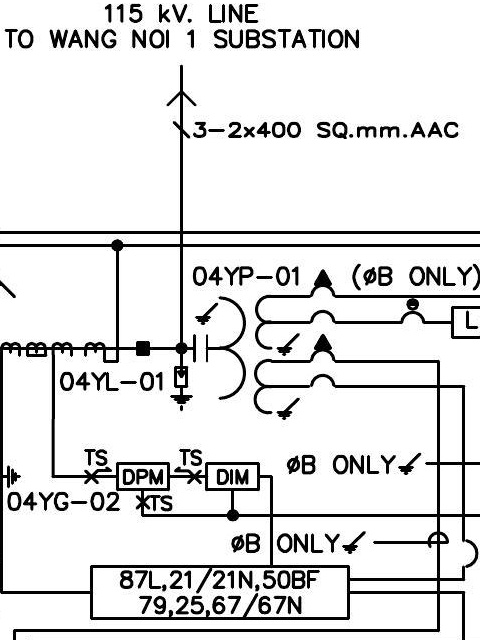 115 kV. LINE
TO WANG NOI 1 SUBSTATION
3-2x400 SQ.mm.AAC
04YP-01 (øB ONLY)
L
04YL-01
TS TS
DPM DIM
øB ONLY
04YG-02 TS
øB ONLY
87L,21/21N,50BF
79,25,67/67N